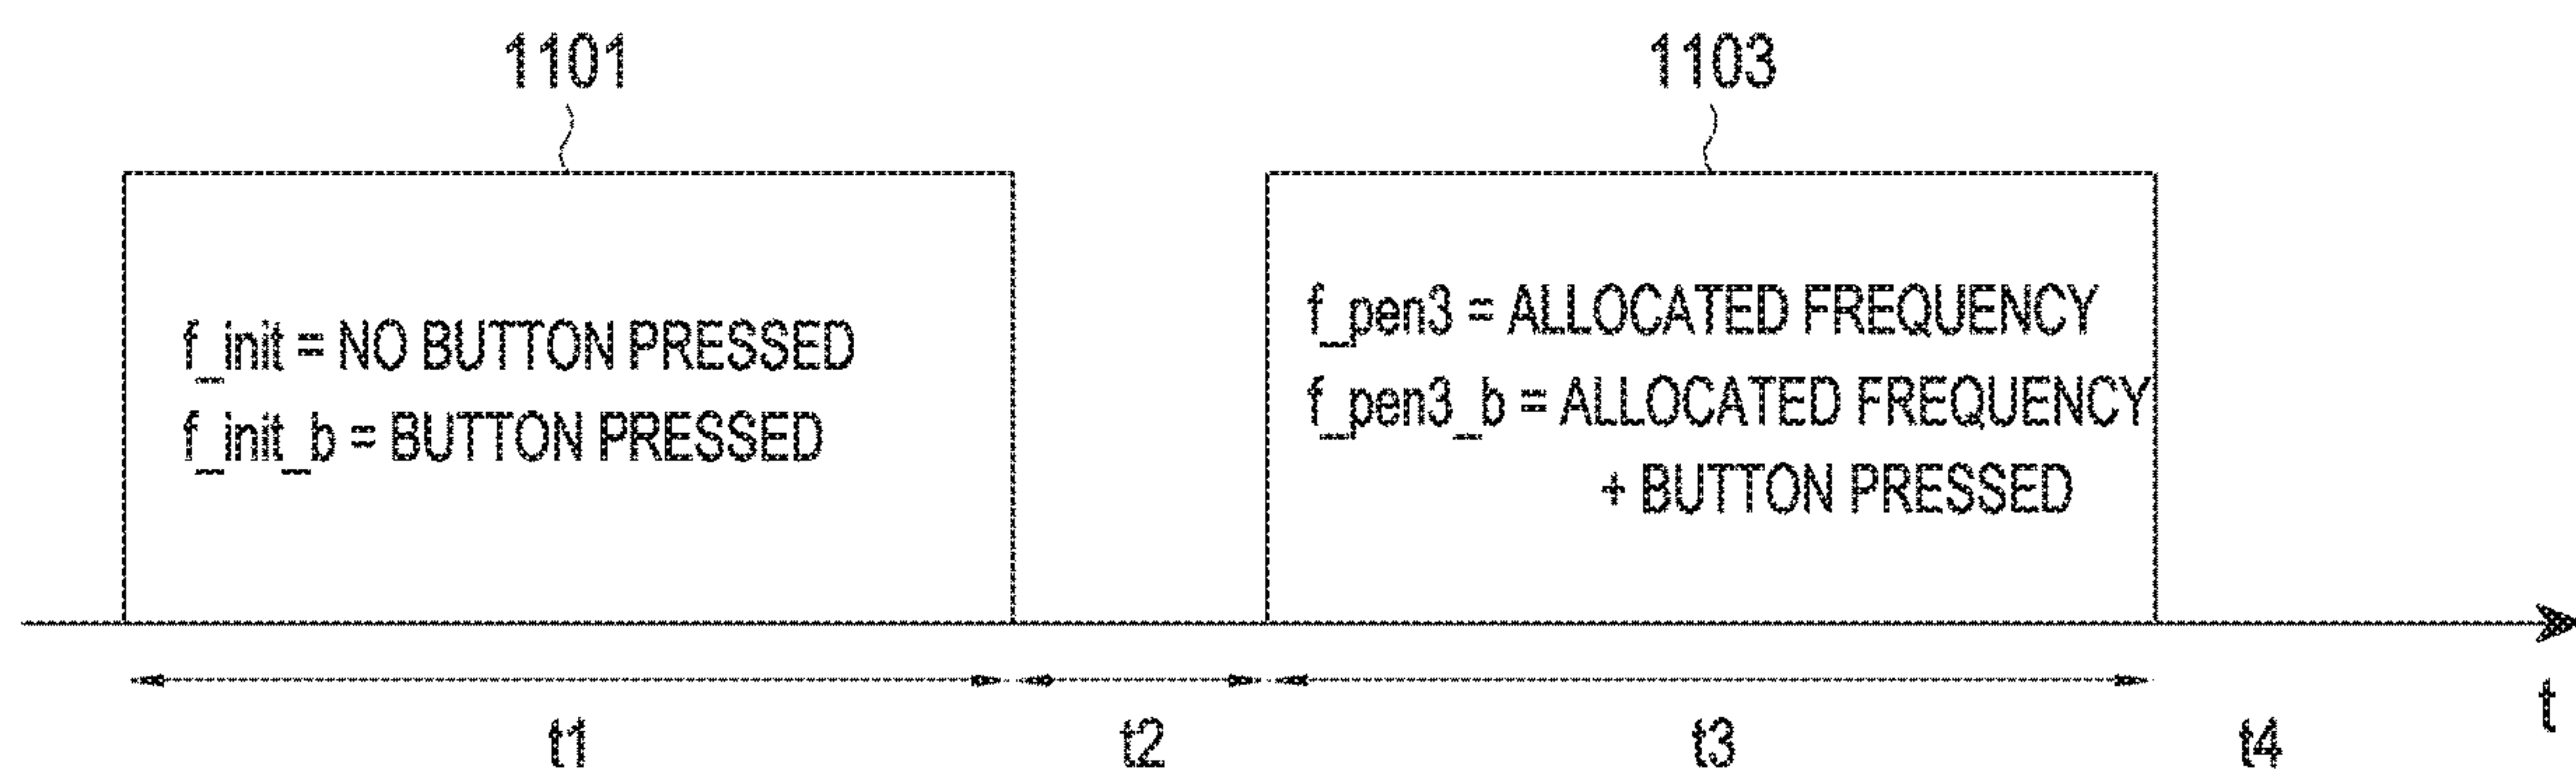 1101
1103
f_init = NO BUTTON PRESSED
f_init_b = BUTTON PRESSED
f_pen3 = ALLOCATED FREQUENCY
f_pen3_b = ALLOCATED FREQUENCY
+ BUTTON PRESSED
t1
t2
t3
t4
t